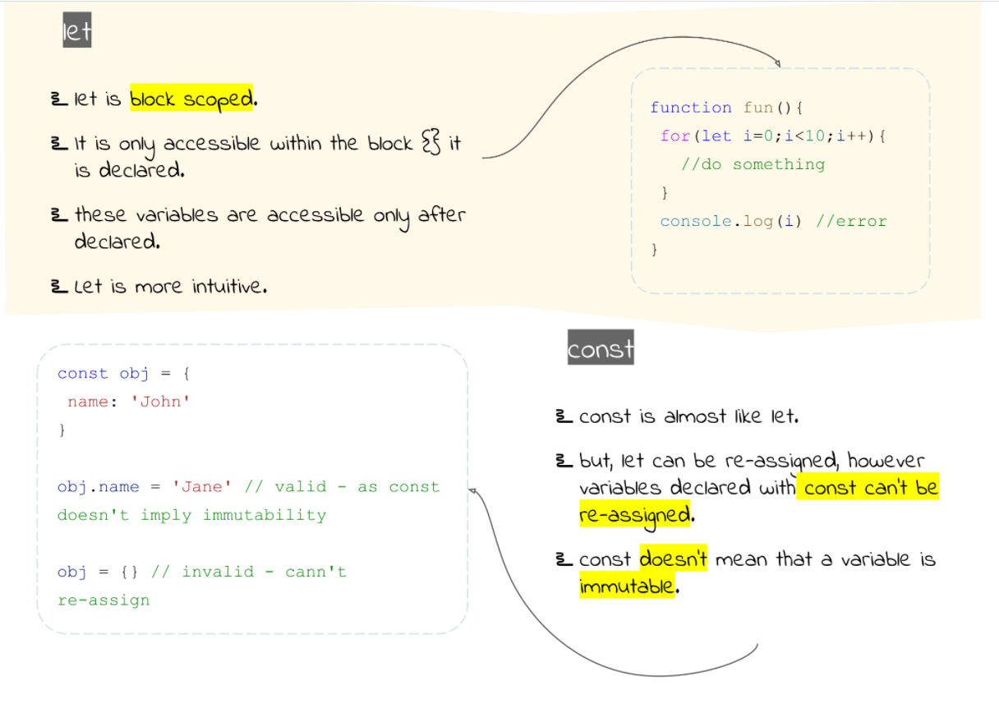 let
let is block scoped.
It is only accessible within the block {} it
is declared.
these variables are accessible only after
declared.
Let is more intuitive.
function fun(){
for(let i=0;i<10;i++){
//do something
}
console.log(i) //error
}
const obj = {
name: 'John'
}
obj.name = 'Jane' // valid - as const
doesn't imply immutability
obj = {} // invalid - cann't
re-assign
const
const is almost like let.
but, let can be re-assigned, however
variables declared with const can't be
re-assigned.
const doesn't mean that a variable is
immutable.